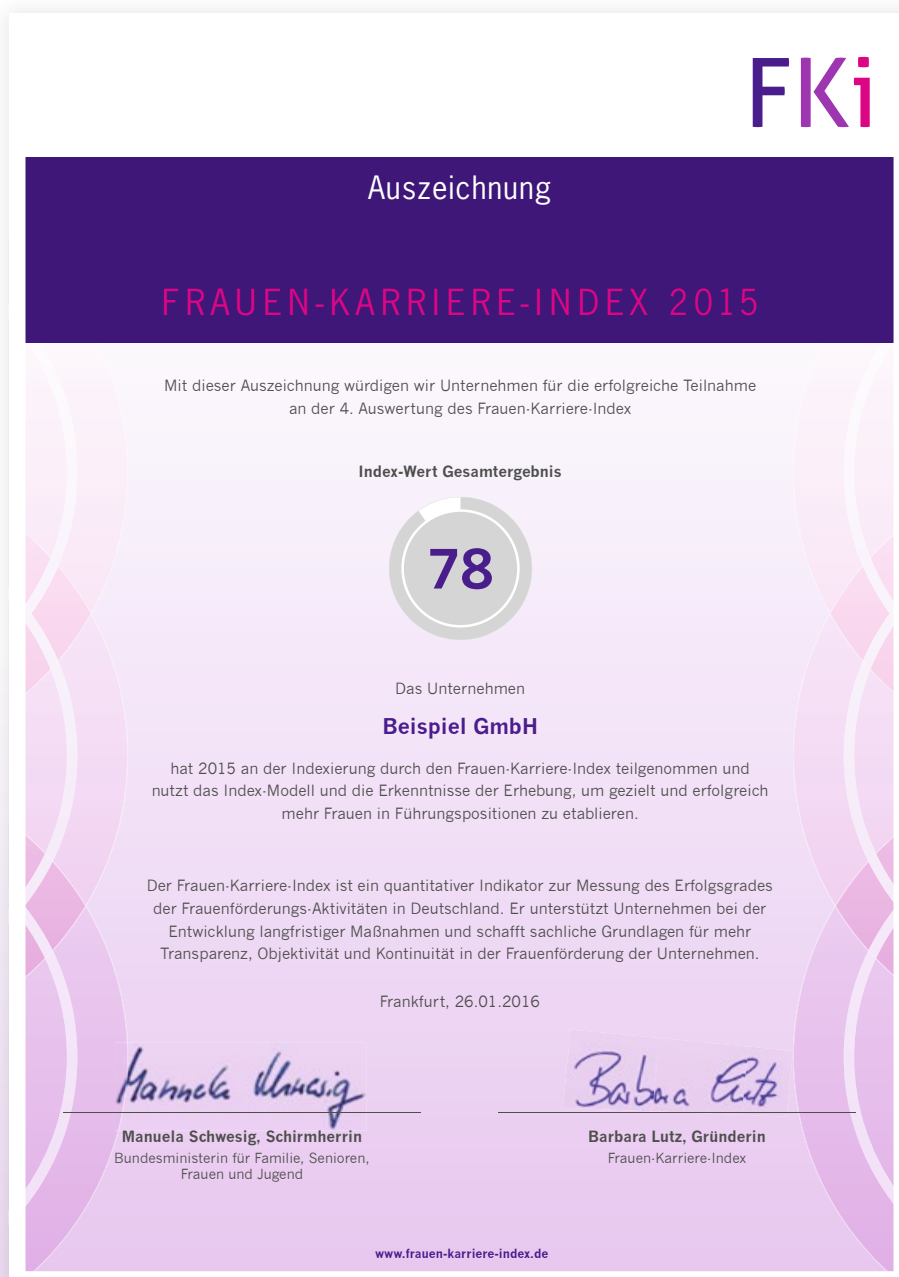 FKi
Auszeichnung
FRAUEN-KARRIERE-INDEX 2015
Mit dieser Auszeichnung würdigen wir Unternehmen für die erfolgreiche Teilnahme
an der 4. Auswertung des Frauen-Karriere-Index
Index-Wert Gesamtergebnis
78
Das Unternehmen
Beispiel GmbH
hat 2015 an der Indexierung durch den Frauen-Karriere-Index teilgenommen und
nutzt das Index-Modell und die Erkenntnisse der Erhebung, um gezielt und erfolgreich
mehr Frauen in Führungspositionen zu etablieren.
Der Frauen-Karriere-Index ist ein quantitativer Indikator zur Messung des Erfolgsgrades
der Frauenförderungs-Aktivitäten in Deutschland. Er unterstützt Unternehmen bei der
Entwicklung langfristiger Maßnahmen und schafft sachliche Grundlagen für mehr
Transparenz, Objektivität und Kontinuität in der Frauenförderung der Unternehmen.
Frankfurt, 26.01.2016
Manuela Schwesig
Barbara Lutz
Manuela Schwesig, Schirmherrin
Bundesministerin für Familie, Senioren,
Frauen und Jugend
Barbara Lutz, Gründerin
Frauen-Karriere-Index
www.frauen-karriere-index.de